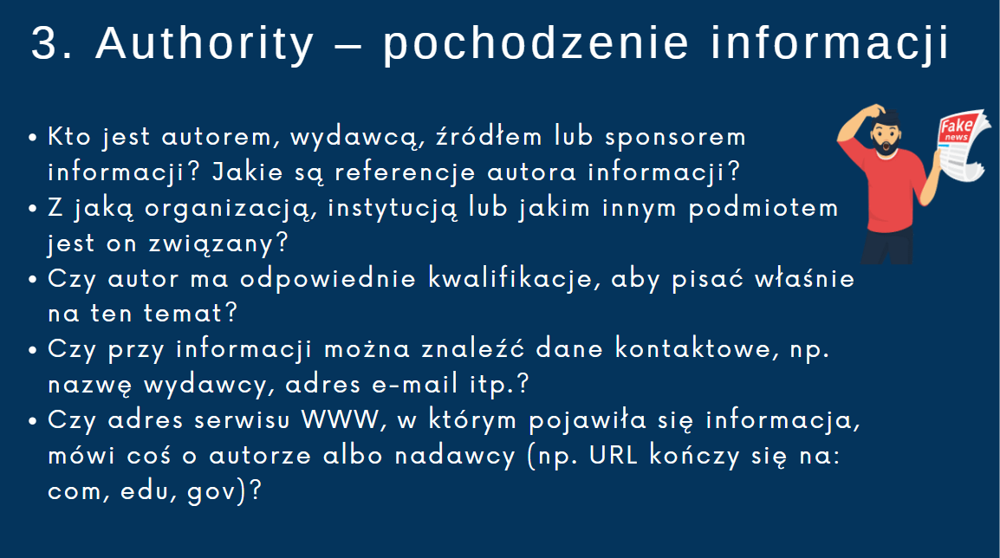 3. Authority – pochodzenie informacji
• Kto jest autorem, wydawcą, źródłem lub sponsorem
informacji? Jakie są referencje autora informacji?
• Z jaką organizacją, instytucją lub jakim innym podmiotem
jest on związany?
• Czy autor ma odpowiednie kwalifikacje, aby pisać właśnie
na ten temat?
• Czy przy informacji można znaleźć dane kontaktowe, np.
nazwę wydawcy, adres e-mail itp.?
• Czy adres serwisu WWW, w którym pojawiła się informacja,
mówi coś o autorze albo nadawcy (np. URL kończy się na:
com, edu, gov)?
Fake
news